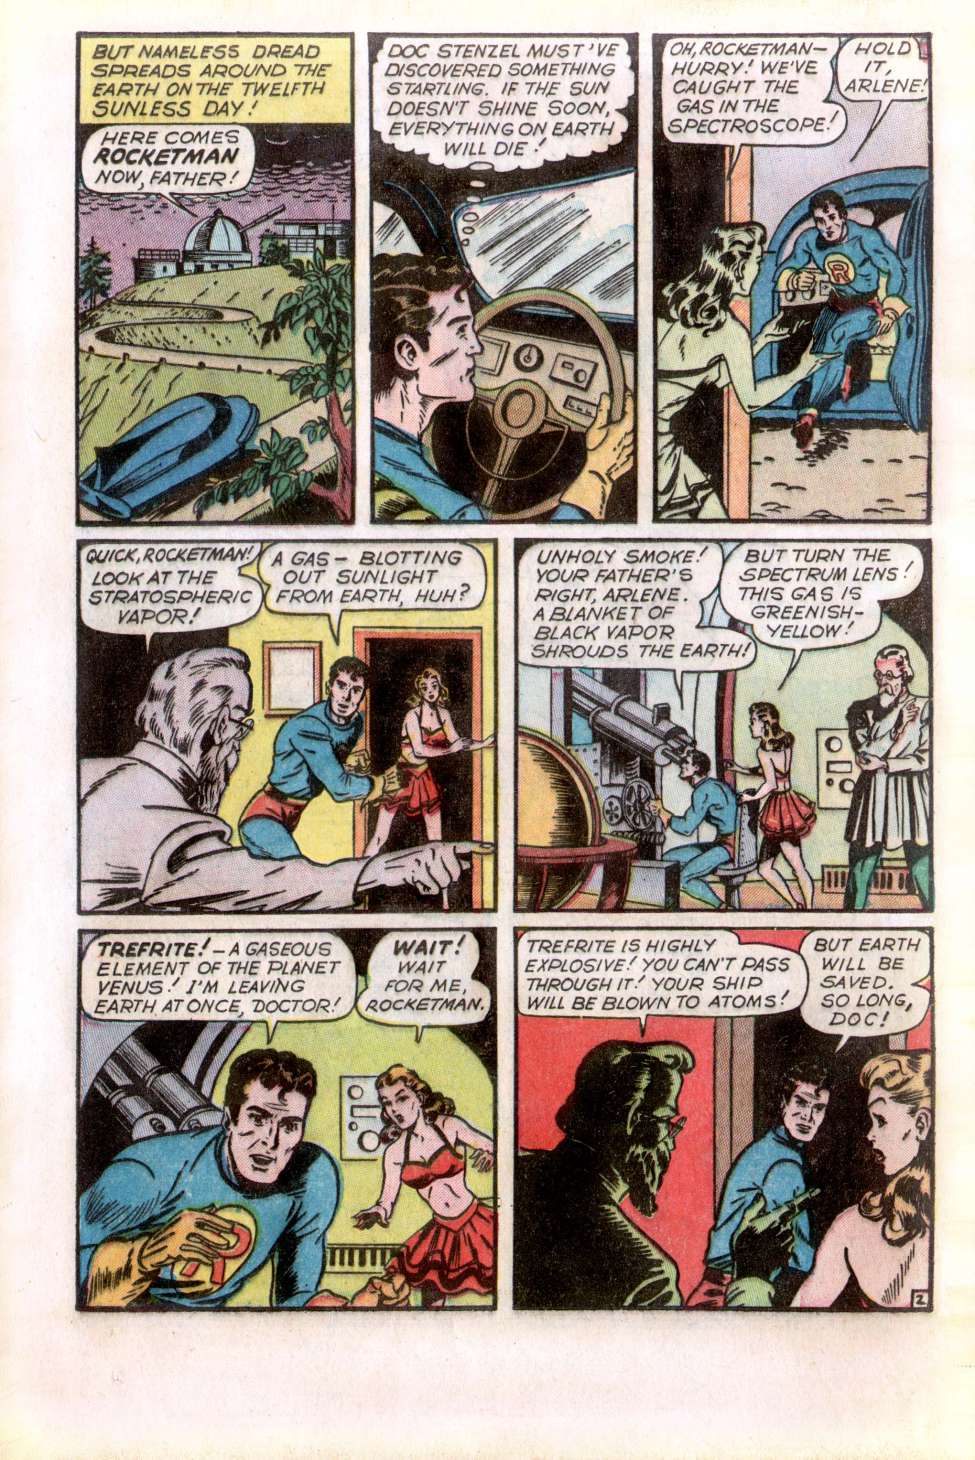 BUT NAMELESS DREAD
SPREADS AROUND THE
EARTH ON THE TWELFTH
SUNLESS DAY!
HERE COMES
ROCKETMAN
NOW, FATHER!
DOC STENZEL MUST'VE
DISCOVERED SOMETHING
STARTLING. IF THE SUN
DOESN'T SHINE SOON,
EVERYTHING ON EARTH
WILL DIE!
OH, ROCKETMAN—
HURRY! WE'VE
CAUGHT THE
GAS IN THE
SPECTROSCOPE!
HOLD
IT,
ARLENE!
R
QUICK, ROCKETMAN!
LOOK AT THE
STRATOSPHERIC
VAPOR!
A GAS— BLOTTING
OUT SUNLIGHT
FROM EARTH, HUH?
UNHOLY SMOKE!
YOUR FATHER'S
RIGHT, ARLENE.
A BLANKET OF
BLACK VAPOR
SHROUDS THE EARTH!
BUT TURN THE
SPECTRUM LENS!
THIS GAS IS
GREENISH-
YELLOW!
TREFRITE!—A GASEOUS
ELEMENT OF THE PLANET
VENUS! I'M LEAVING
EARTH AT ONCE, DOCTOR!
WAIT!
WAIT
FOR ME,
ROCKETMAN.
R
TREFRITE IS HIGHLY
EXPLOSIVE! YOU CAN'T PASS
THROUGH IT! YOUR SHIP
WILL BE BLOWN TO ATOMS!
BUT EARTH
WILL BE
SAVED.
SO LONG,
DOC!
2